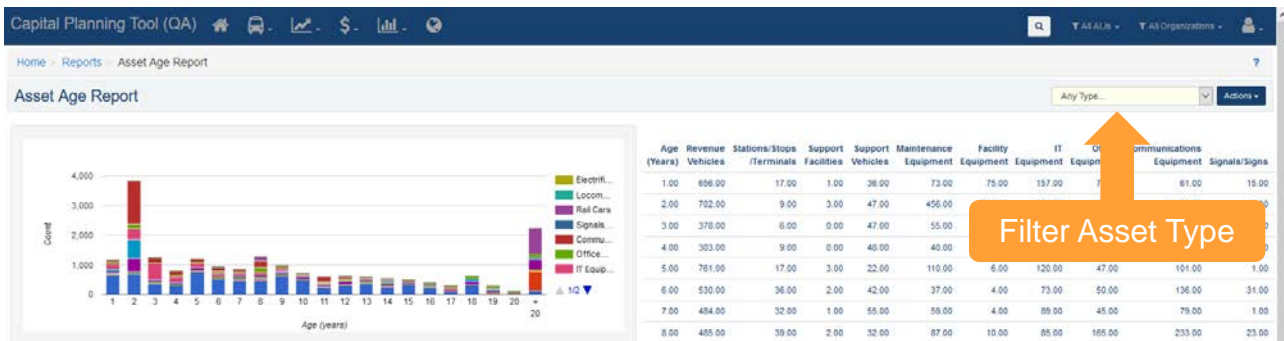 Capital Planning Tool (QA)
All ALIs
All Organizations
Home Reports Asset Age Report ?
Asset Age Report
Any Type...
Actions
Filter Asset Type
4,000
3,000
2,000
1,000
0
Count
1 2 3 4 5 6 7 8 9 10 11 12 13 14 15 16 17 18 19 20 + 20
Age (years)
Electrifi...
Locom...
Rail Cars
Signals...
Commu...
Office...
IT Equip...
1/2
Age Revenue Stations/Stops Support Support Maintenance Facility IT
(Years) Vehicles /Terminals Facilities Vehicles Equipment Equipment Equipment Equipment Signals/Signs
1.00 656.00 17.00 1.00 36.00 73.00 75.00 157.00 61.00 15.00
2.00 702.00 9.00 3.00 47.00 456.00
3.00 378.00 6.00 0.00 47.00 55.00
4.00 303.00 9.00 0.00 48.00 40.00
5.00 761.00 17.00 3.00 22.00 110.00 6.00 120.00 47.00 101.00 1.00
6.00 530.00 36.00 2.00 42.00 37.00 4.00 73.00 50.00 136.00 31.00
7.00 484.00 32.00 1.00 55.00 59.00 4.00 89.00 45.00 79.00 1.00
8.00 485.00 39.00 2.00 32.00 87.00 10.00 85.00 165.00 233.00 23.00